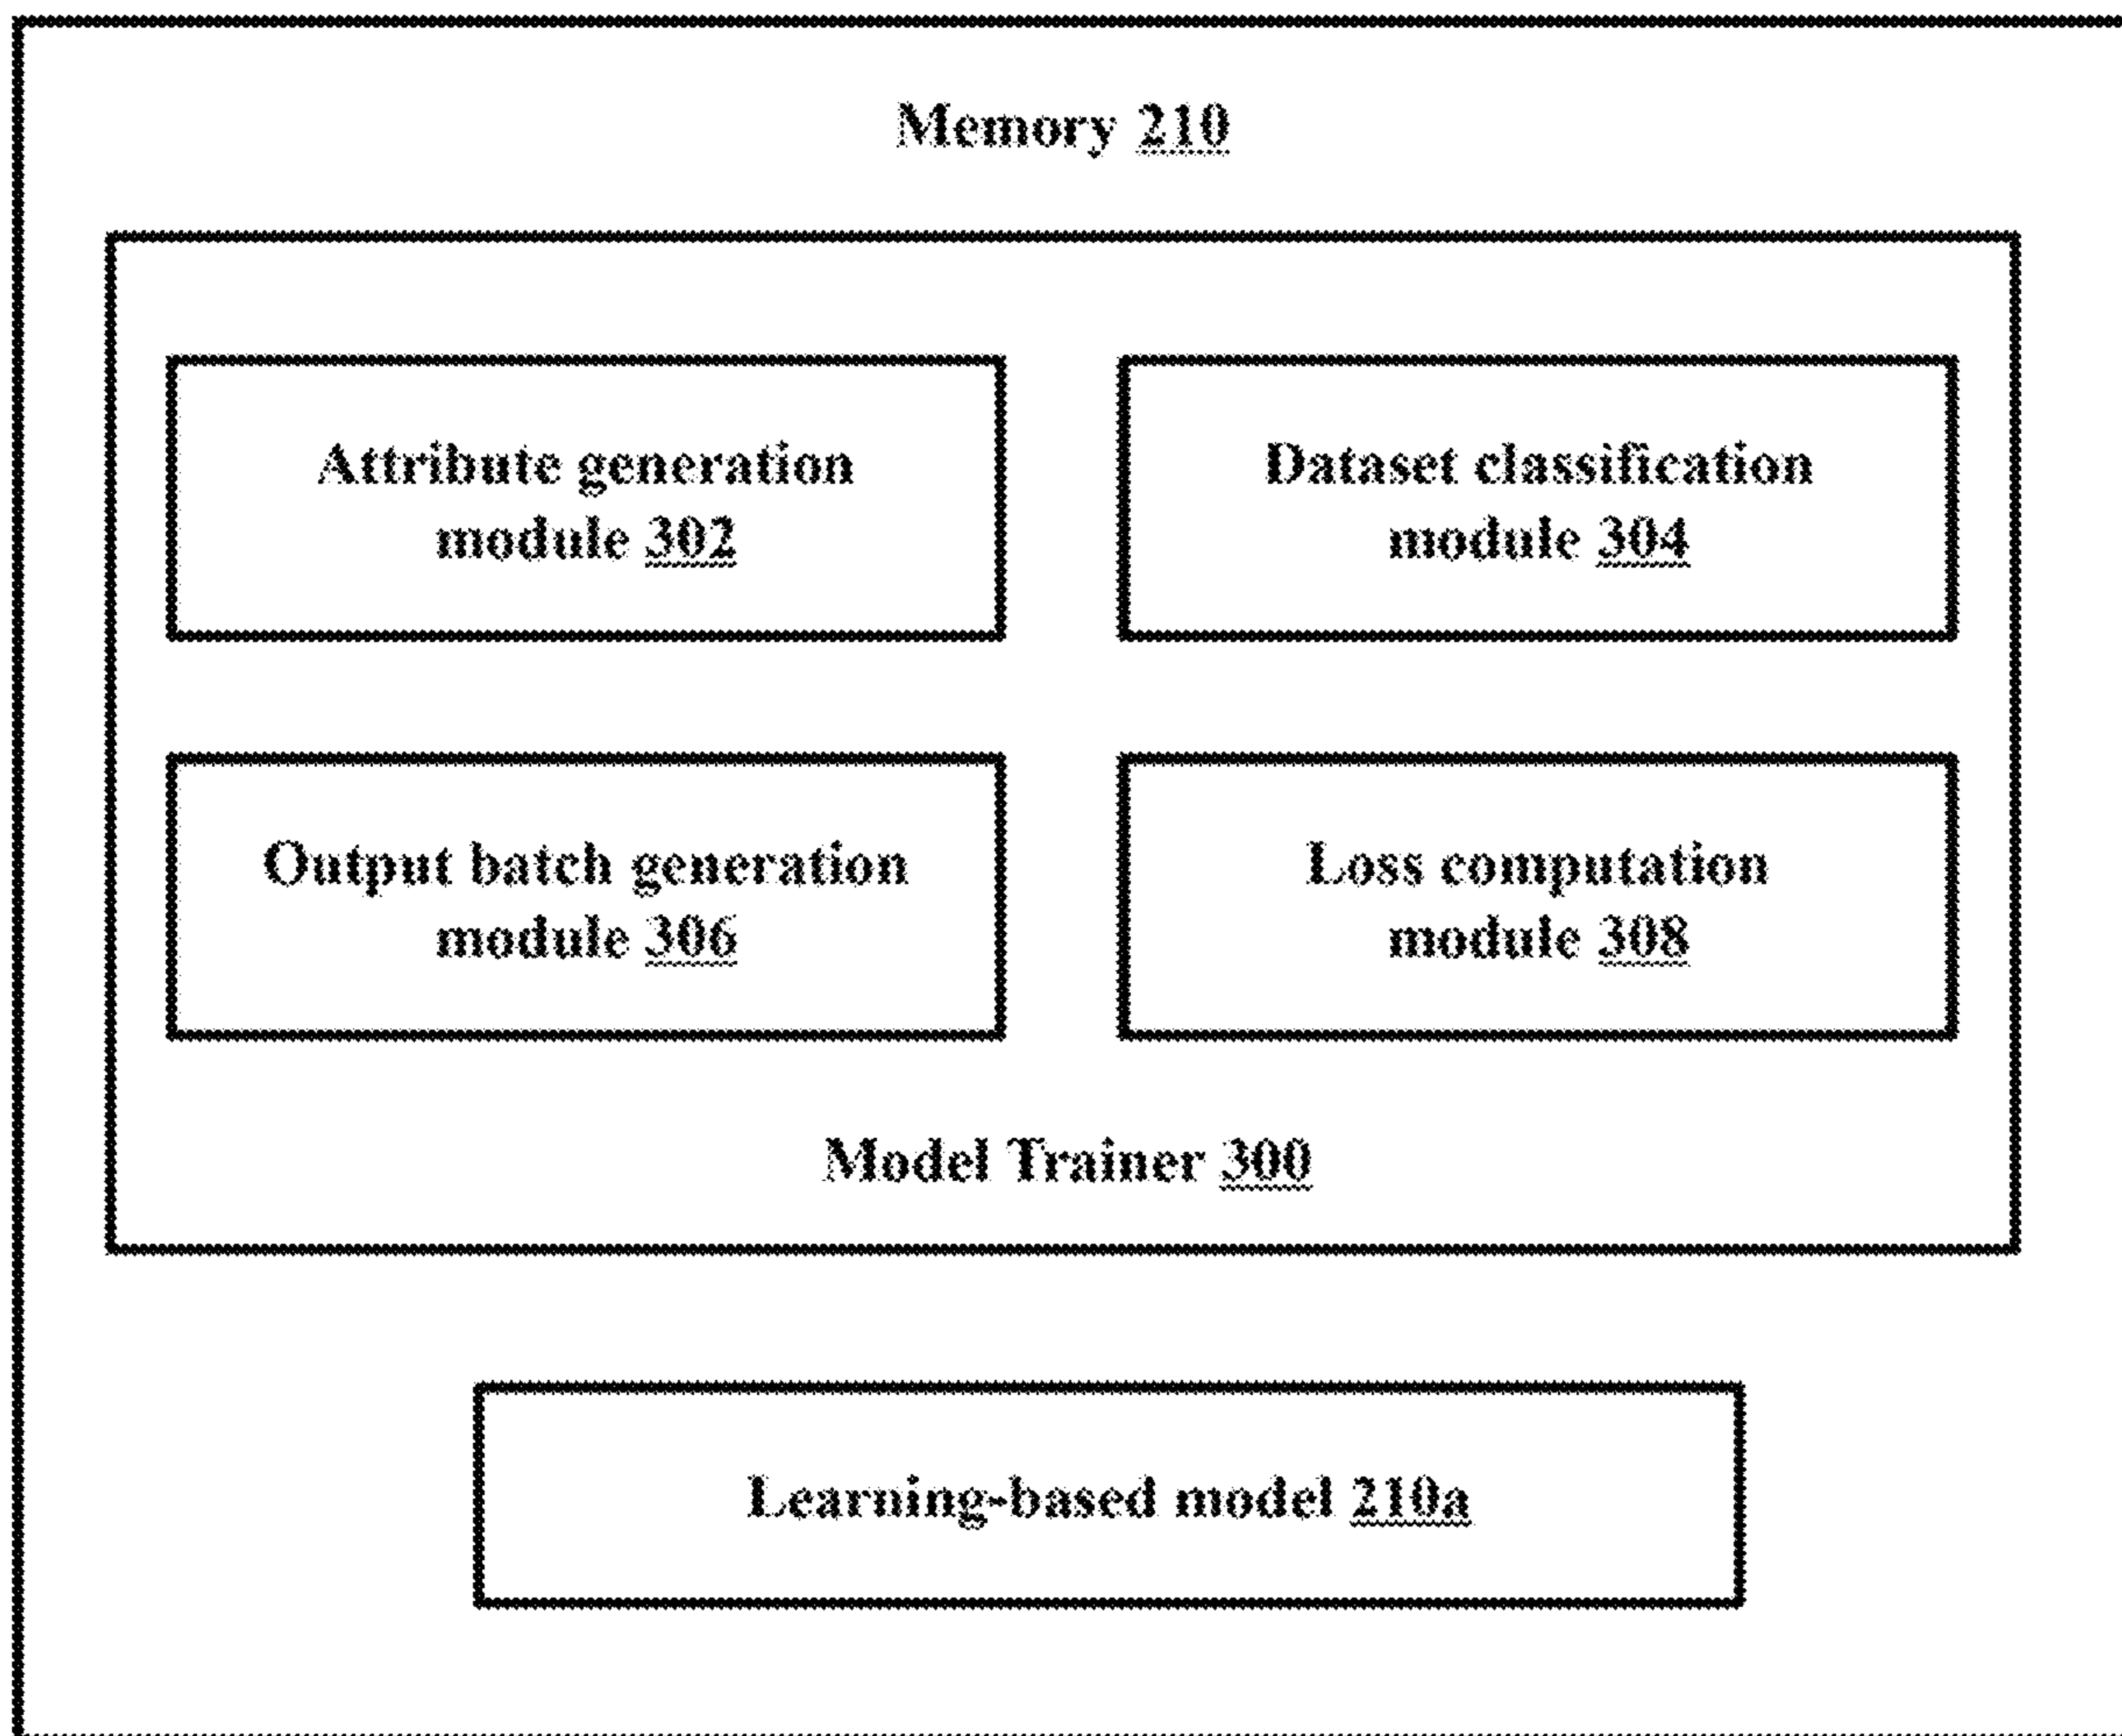 Memory 210
Attribute generation
module 302
Dataset classification
module 304
Output batch generation
module 306
Loss computation
module 308
Model Trainer 300
Learning-based model 210a